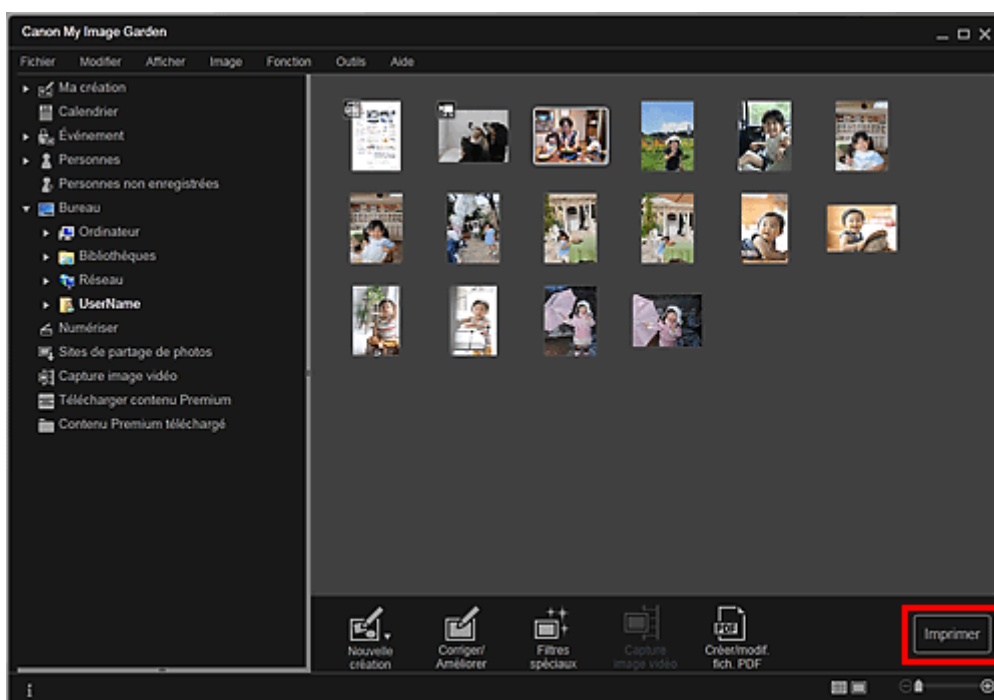 Canon My Image Garden
Fichier Modifier Afficher Image Fonction Outils Aide
Ma création
Calendrier
Événement
Personnes
Personnes non enregistrées
Bureau
Ordinateur
Bibliothèques
Réseau
UserName
Numériser
Sites de partage de photos
Capture image vidéo
Télécharger contenu Premium
Contenu Premium téléchargé
Nouvelle
création
Corriger/
Améliorer
Filtres
spéciaux
Capture
image vidéo
PDF
Créer/modif.
fich. PDF
Imprimer